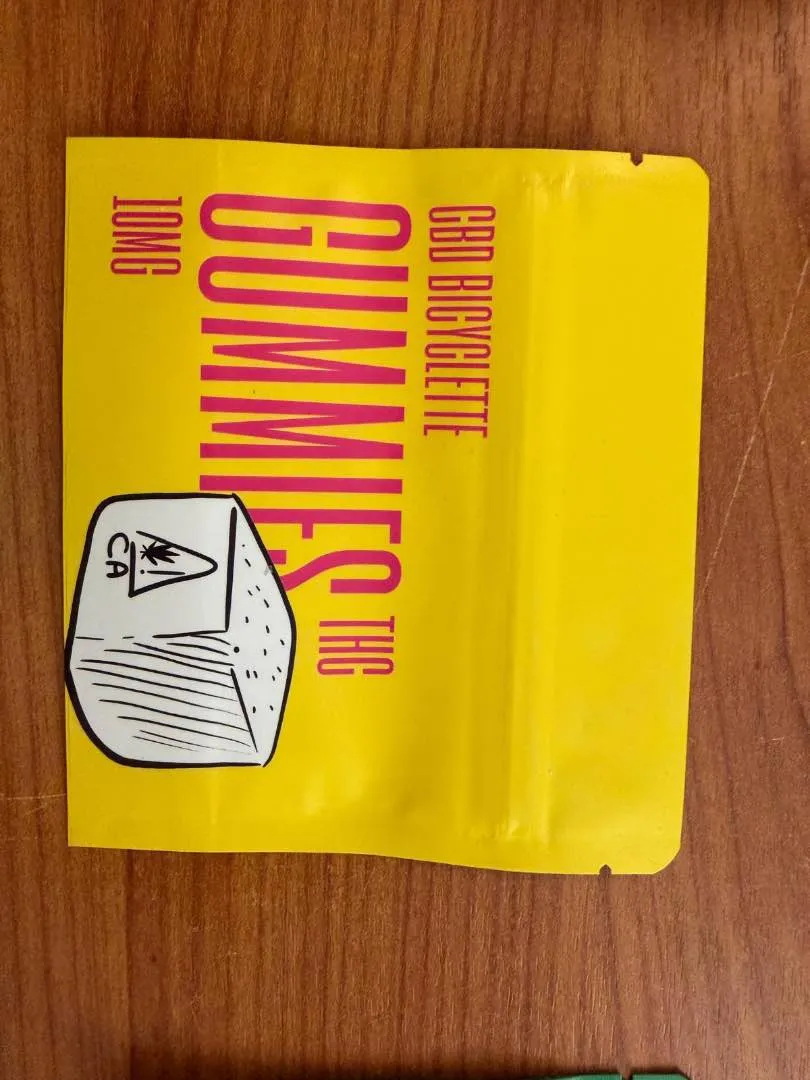 CBD BICYCLETTE
GUMMIES THC
10MG
!
CA